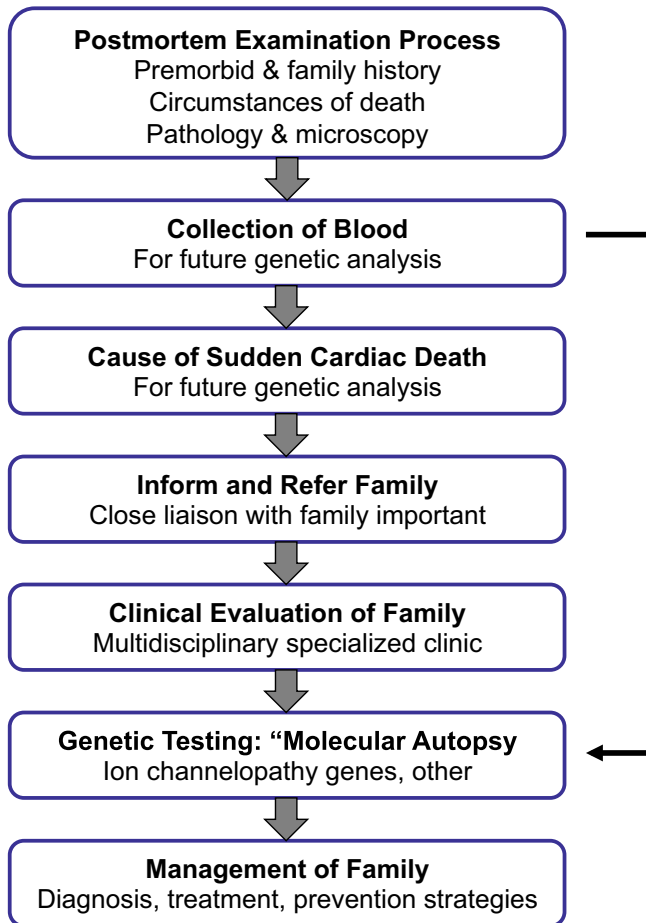 Postmortem Examination Process
Premorbid & family history
Circumstances of death
Pathology & microscopy
Collection of Blood
For future genetic analysis
Cause of Sudden Cardiac Death
For future genetic analysis
Inform and Refer Family
Close liaison with family important
Clinical Evaluation of Family
Multidisciplinary specialized clinic
Genetic Testing: “Molecular Autopsy
Ion channelopathy genes, other
Management of Family
Diagnosis, treatment, prevention strategies